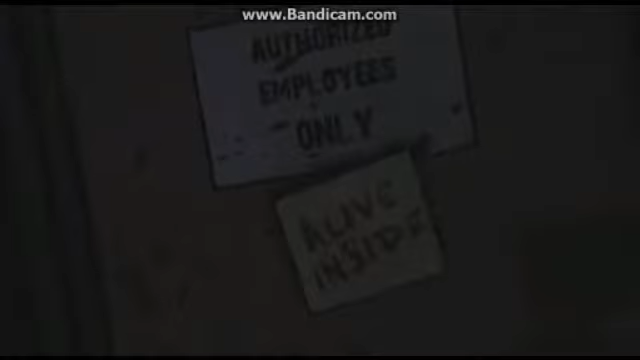 www.Bandicam.com
AUTHORIZED
EMPLOYEES
ONLY
ALIVE
INSIDE